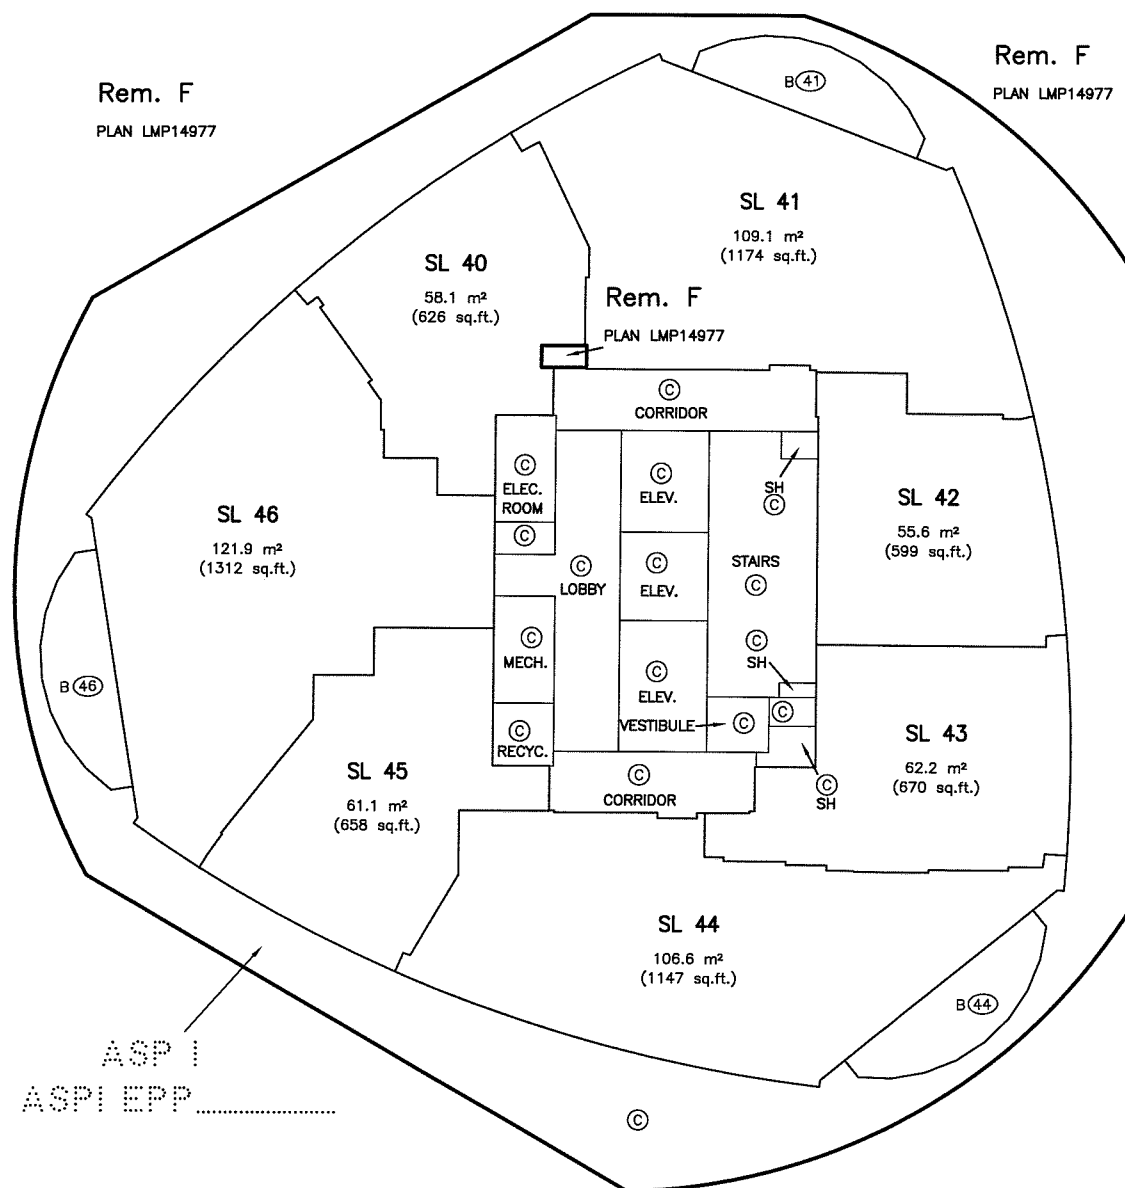 Rem. F
PLAN LMP14977
Rem. F
PLAN LMP14977
B 41
SL 41
109.1 m²
(1174 sq.ft.)
SL 40
58.1 m²
(626 sq.ft.)
Rem. F
PLAN LMP14977
C
CORRIDOR
C
ELEC.
ROOM
C
C
ELEV.
SH
C
SL 42
55.6 m²
(599 sq.ft.)
SL 46
121.9 m²
(1312 sq.ft.)
C
LOBBY
C
ELEV.
STAIRS
C
C
MECH.
C
SH
C
ELEV.
B 46
C
RECYC.
VESTIBULE
C
C
SL 43
62.2 m²
(670 sq.ft.)
SL 45
61.1 m²
(658 sq.ft.)
C
CORRIDOR
C
SH
SL 44
106.6 m²
(1147 sq.ft.)
B 44
ASP 1
ASP1 EPP....................
C